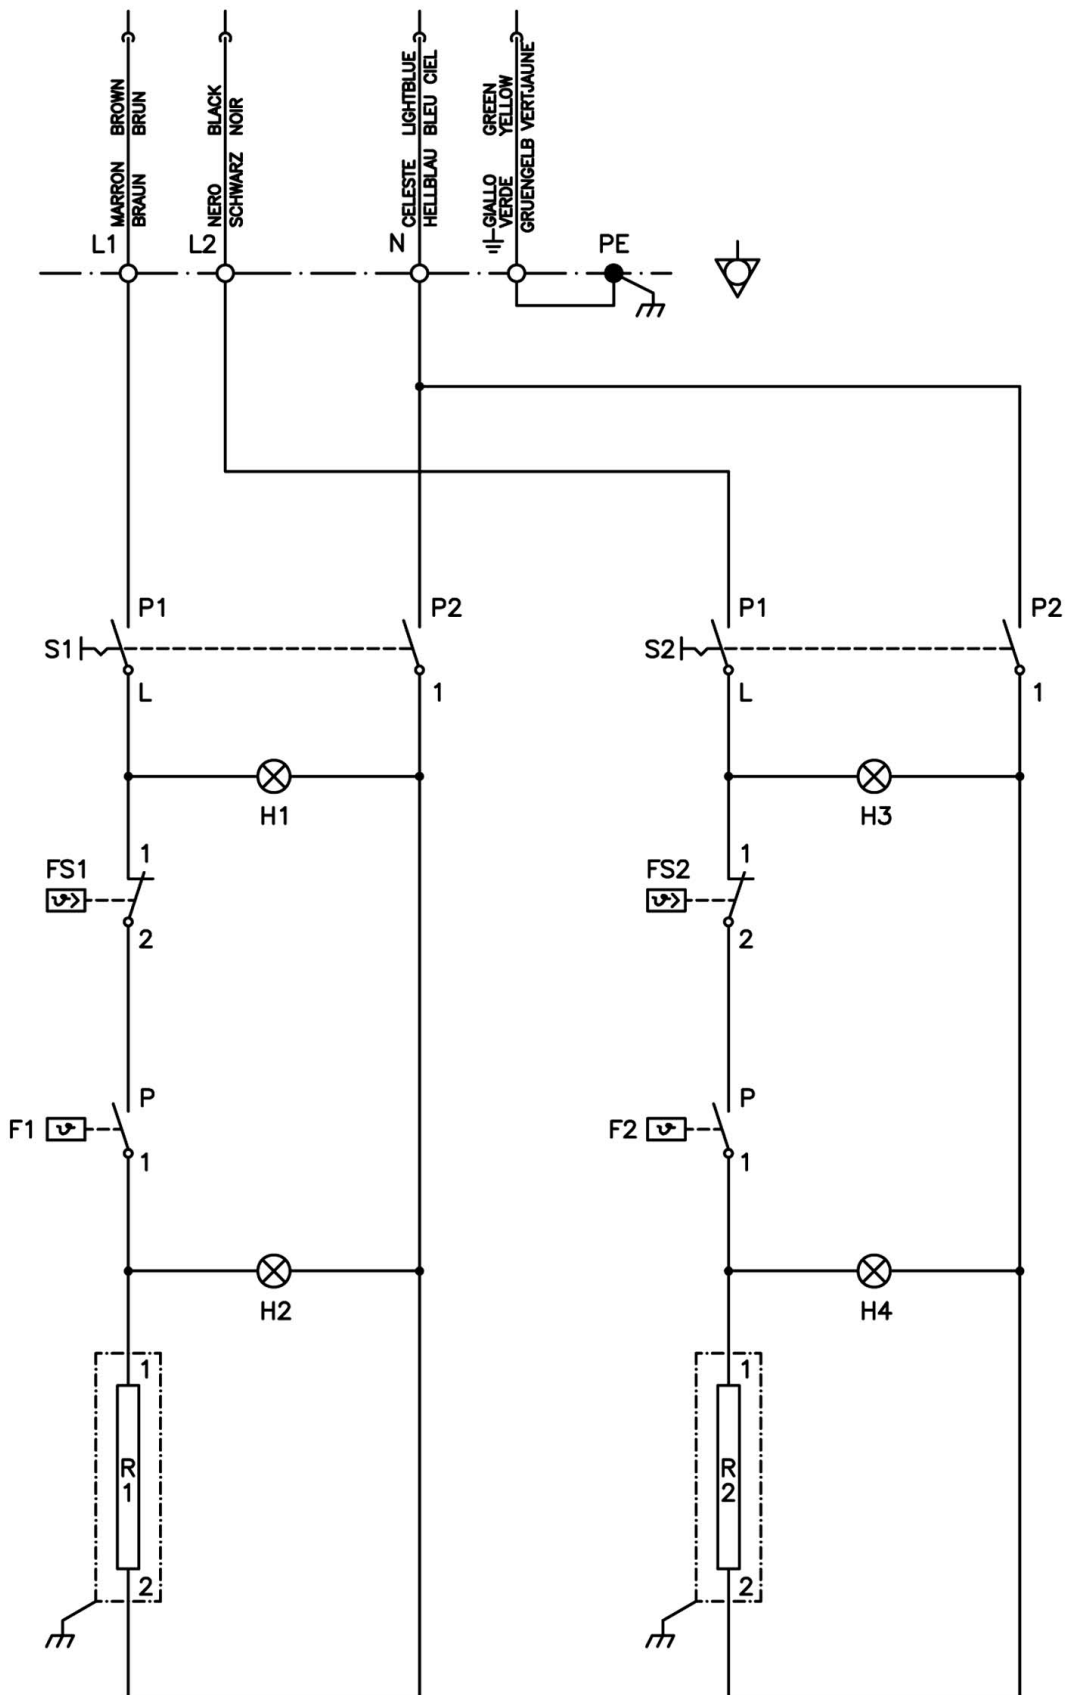 MARRON BROWN
BRAUN BRUN
NERO BLACK
SCHWARZ NOIR
CELESTE LIGHTBLUE
HELLBLAU BLEU CIEL
GIALLO GREEN
VERDE YELLOW
GRUENGELB VERTJAUNE
L1 L2 N PE
P1 P2 P1 P2
S1 S2
L 1 L 1
H1 H3
1 1
FS1 FS2
2 2
P P
F1 F2
1 1
H2 H4
1 1
R R
1 2
2 2